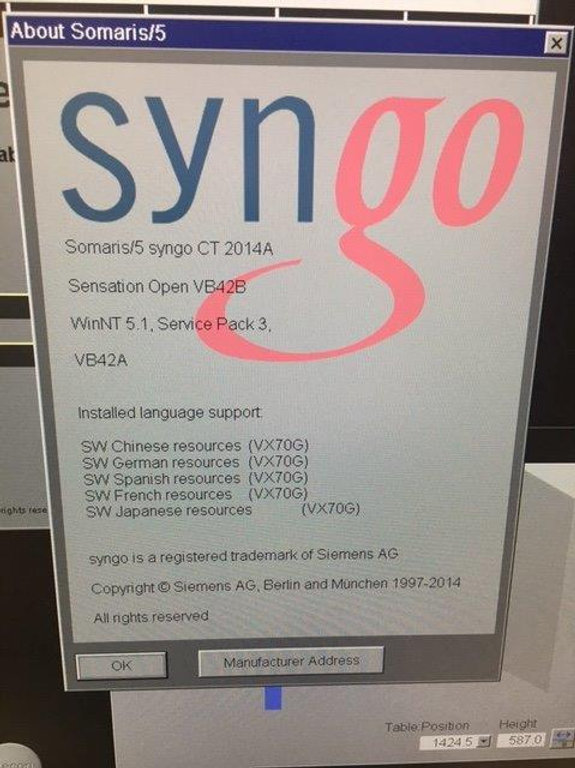 About Somaris/5
syngo
Somaris/5 syngo CT 2014A
Sensation Open VB42B
WinNT 5.1, Service Pack 3,
VB42A
Installed language support:
SW Chinese resources (VX70G)
SW German resources (VX70G)
SW Spanish resources (VX70G)
SW French resources (VX70G)
SW Japanese resources (VX70G)
syngo is a registered trademark of Siemens AG
Copyright © Siemens AG, Berlin and München 1997-2014
All rights reserved
OK
Manufacturer Address
Table:Position Height
1424.5 587.0